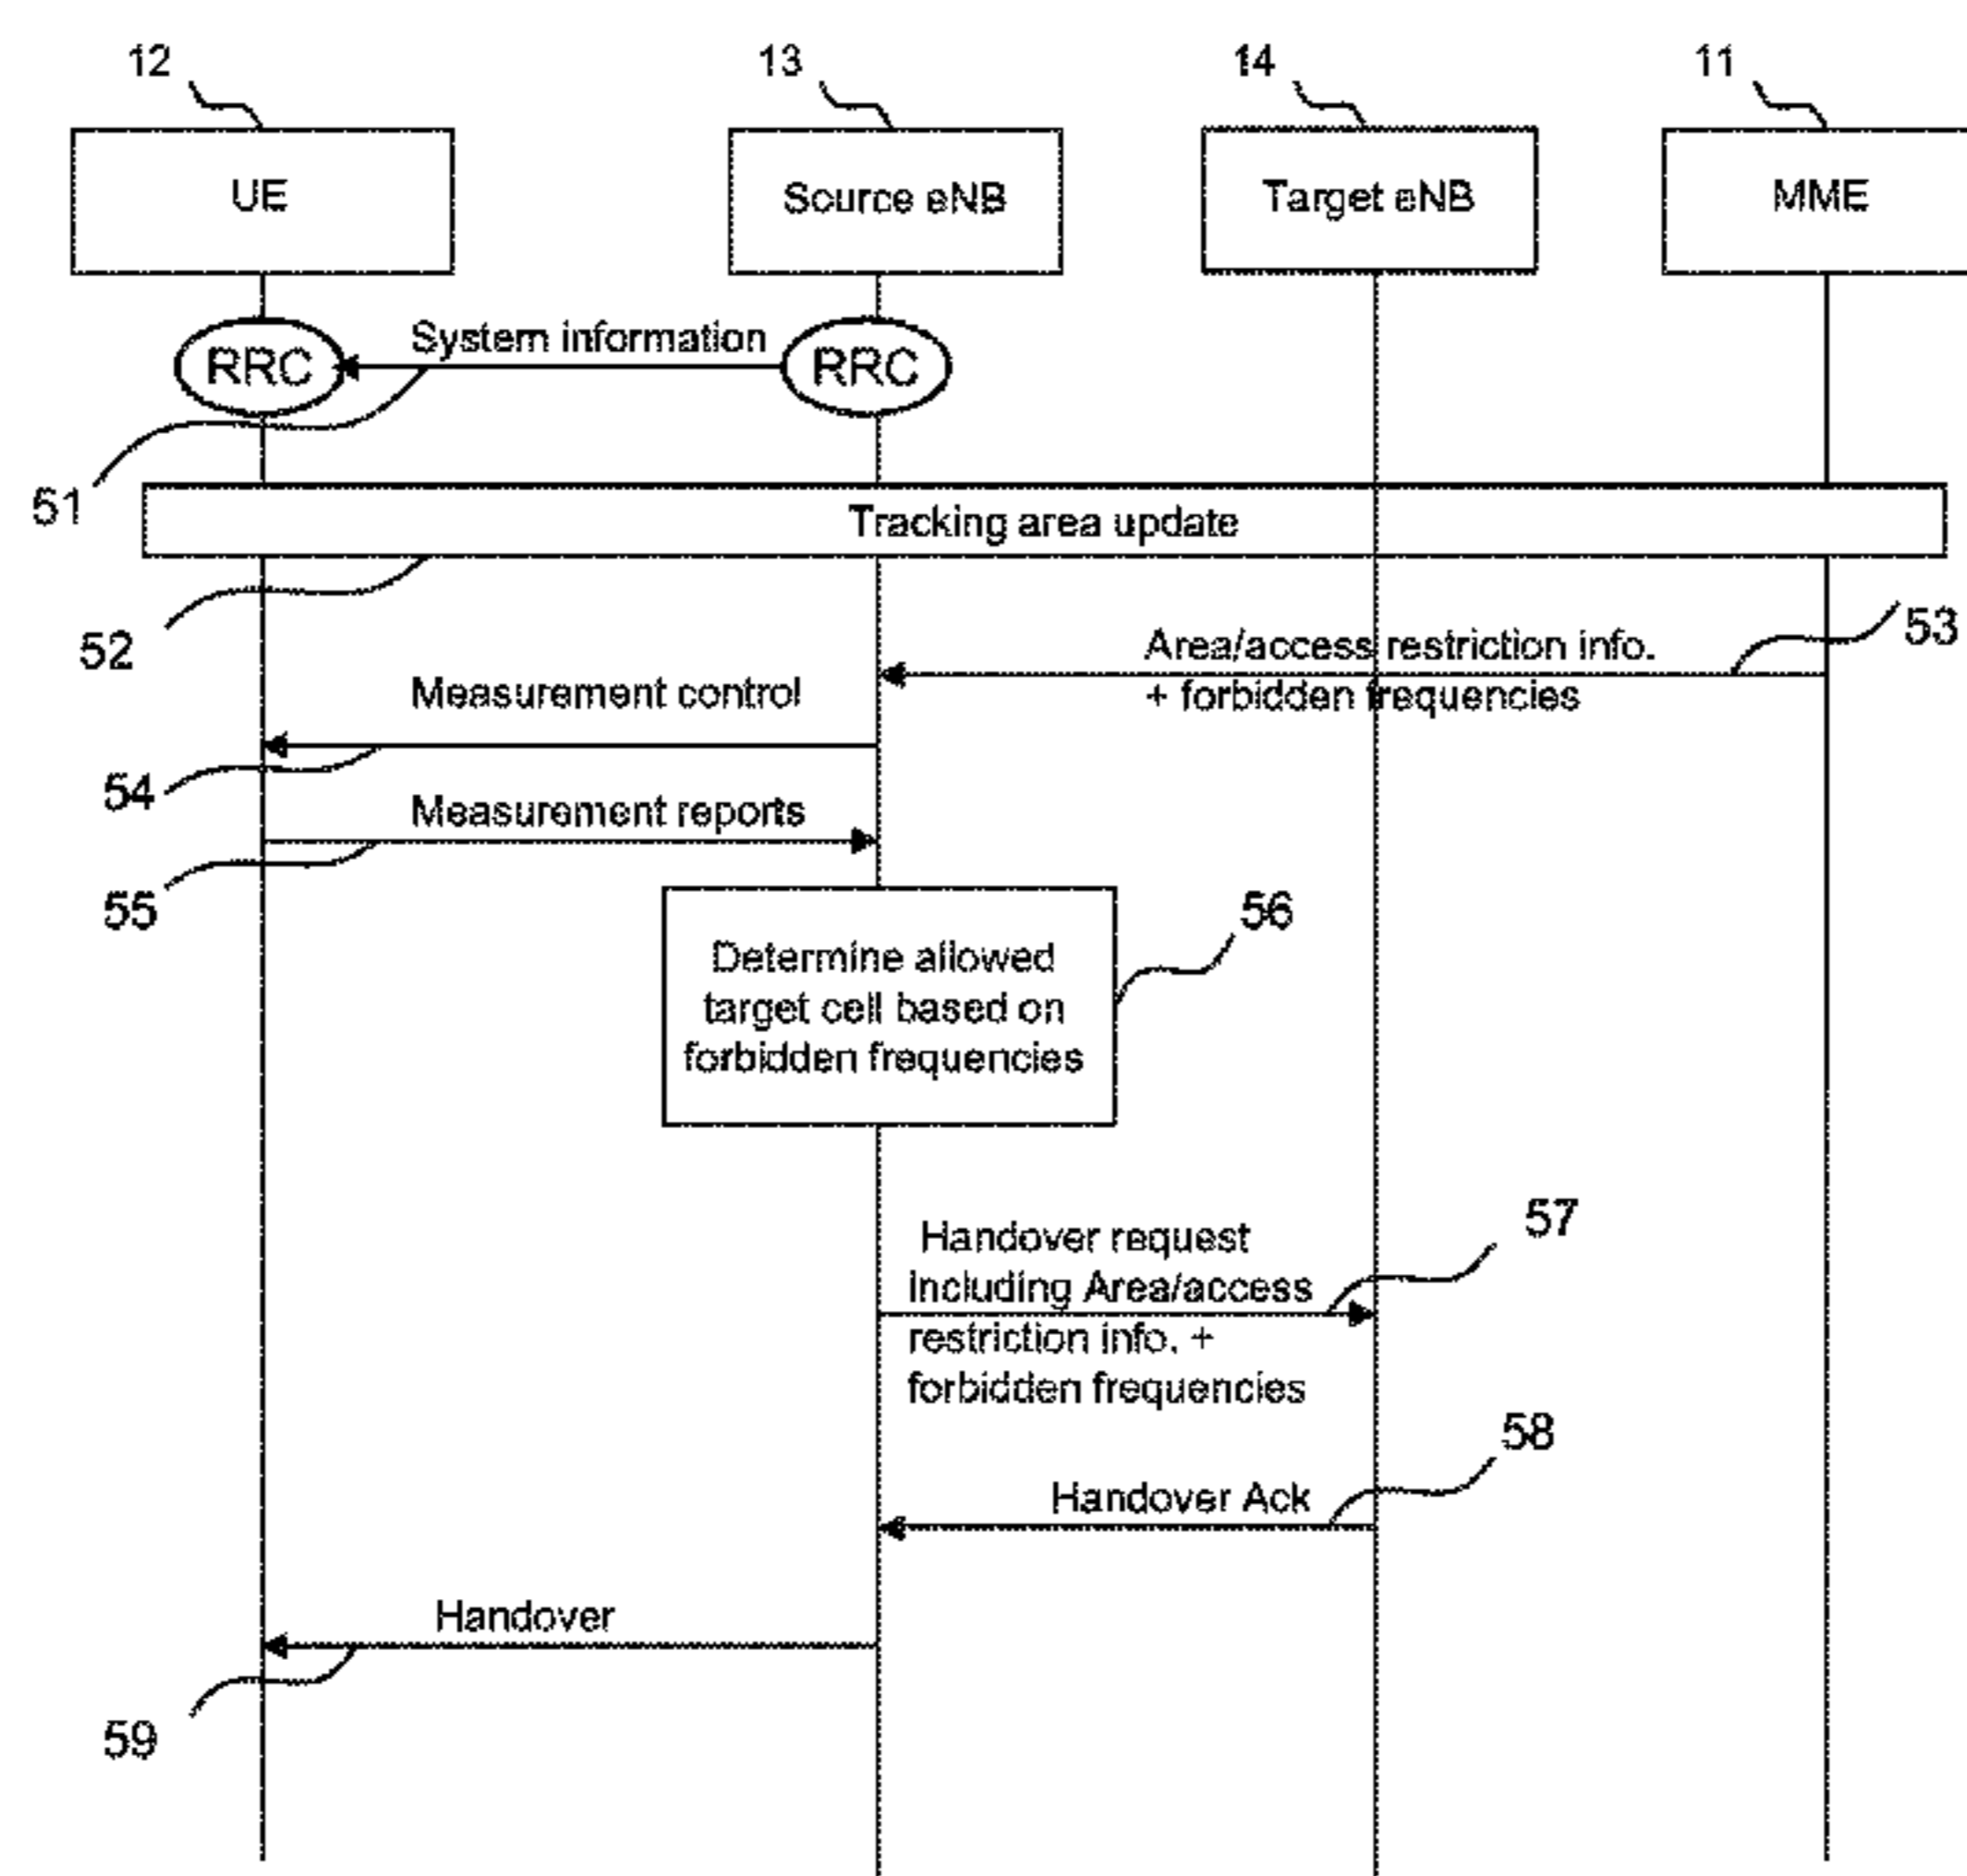 12
13
14
11
UE
Source eNB
Target eNB
MME
System information
RRC
RRC
51
Tracking area update
52
53
Area/access restriction info.
+ forbidden frequencies
Measurement control
54
Measurement reports
55
56
Determine allowed
target cell based on
forbidden frequencies
57
Handover request
including Area/access
restriction info. +
forbidden frequencies
58
Handover Ack
Handover
59